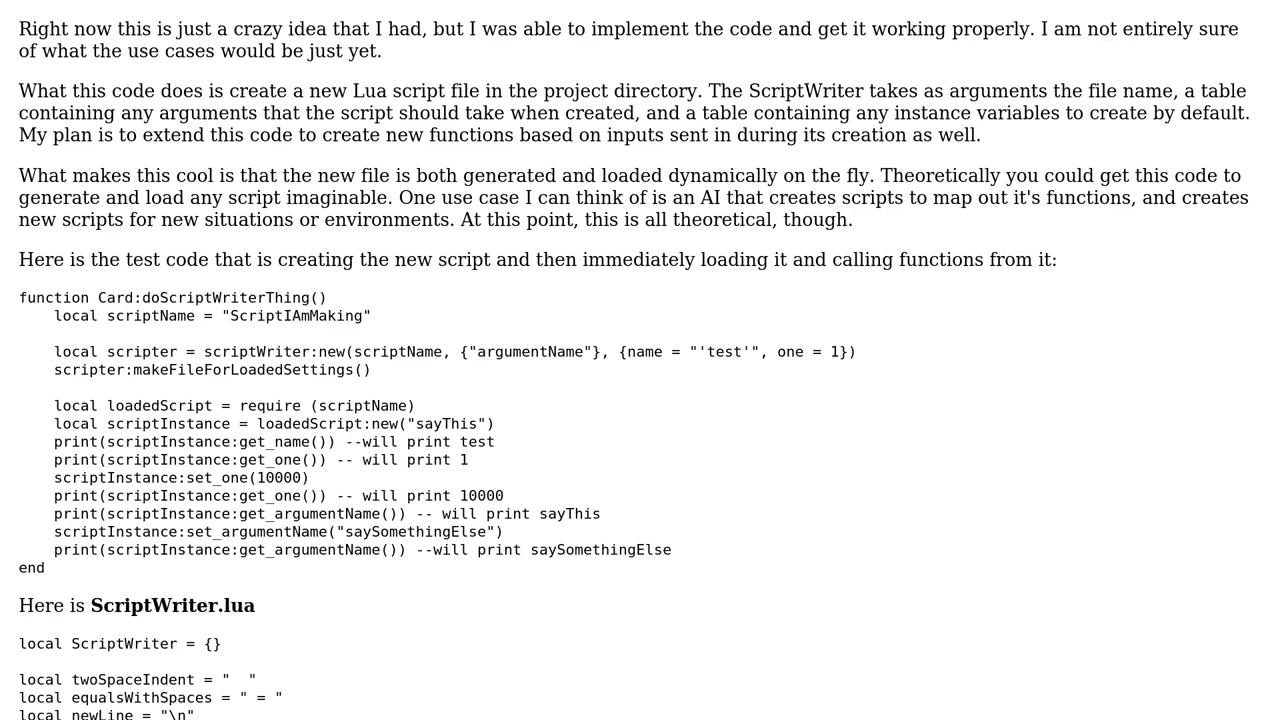 Right now this is just a crazy idea that I had, but I was able to implement the code and get it working properly. I am not entirely sure
of what the use cases would be just yet.
What this code does is create a new Lua script file in the project directory. The ScriptWriter takes as arguments the file name, a table
containing any arguments that the script should take when created, and a table containing any instance variables to create by default.
My plan is to extend this code to create new functions based on inputs sent in during its creation as well.
What makes this cool is that the new file is both generated and loaded dynamically on the fly. Theoretically you could get this code to
generate and load any script imaginable. One use case I can think of is an AI that creates scripts to map out it's functions, and creates
new scripts for new situations or environments. At this point, this is all theoretical, though.
Here is the test code that is creating the new script and then immediately loading it and calling functions from it:
function Card:doScriptWriterThing()
    local scriptName = "ScriptIAmMaking"
    local scripter = scriptWriter:new(scriptName, {"argumentName"}, {name = "'test'", one = 1})
    scripter:makeFileForLoadedSettings()
    local loadedScript = require (scriptName)
    local scriptInstance = loadedScript:new("sayThis")
    print(scriptInstance:get_name()) --will print test
    print(scriptInstance:get_one()) -- will print 1
    scriptInstance:set_one(10000)
    print(scriptInstance:get_one()) -- will print 10000
    print(scriptInstance:get_argumentName()) -- will print sayThis
    scriptInstance:set_argumentName("saySomethingElse")
    print(scriptInstance:get_argumentName()) --will print saySomethingElse
end
Here is ScriptWriter.lua
local ScriptWriter = {}
local twoSpaceIndent = "  "
local equalsWithSpaces = " = "
local newLine = "\n"